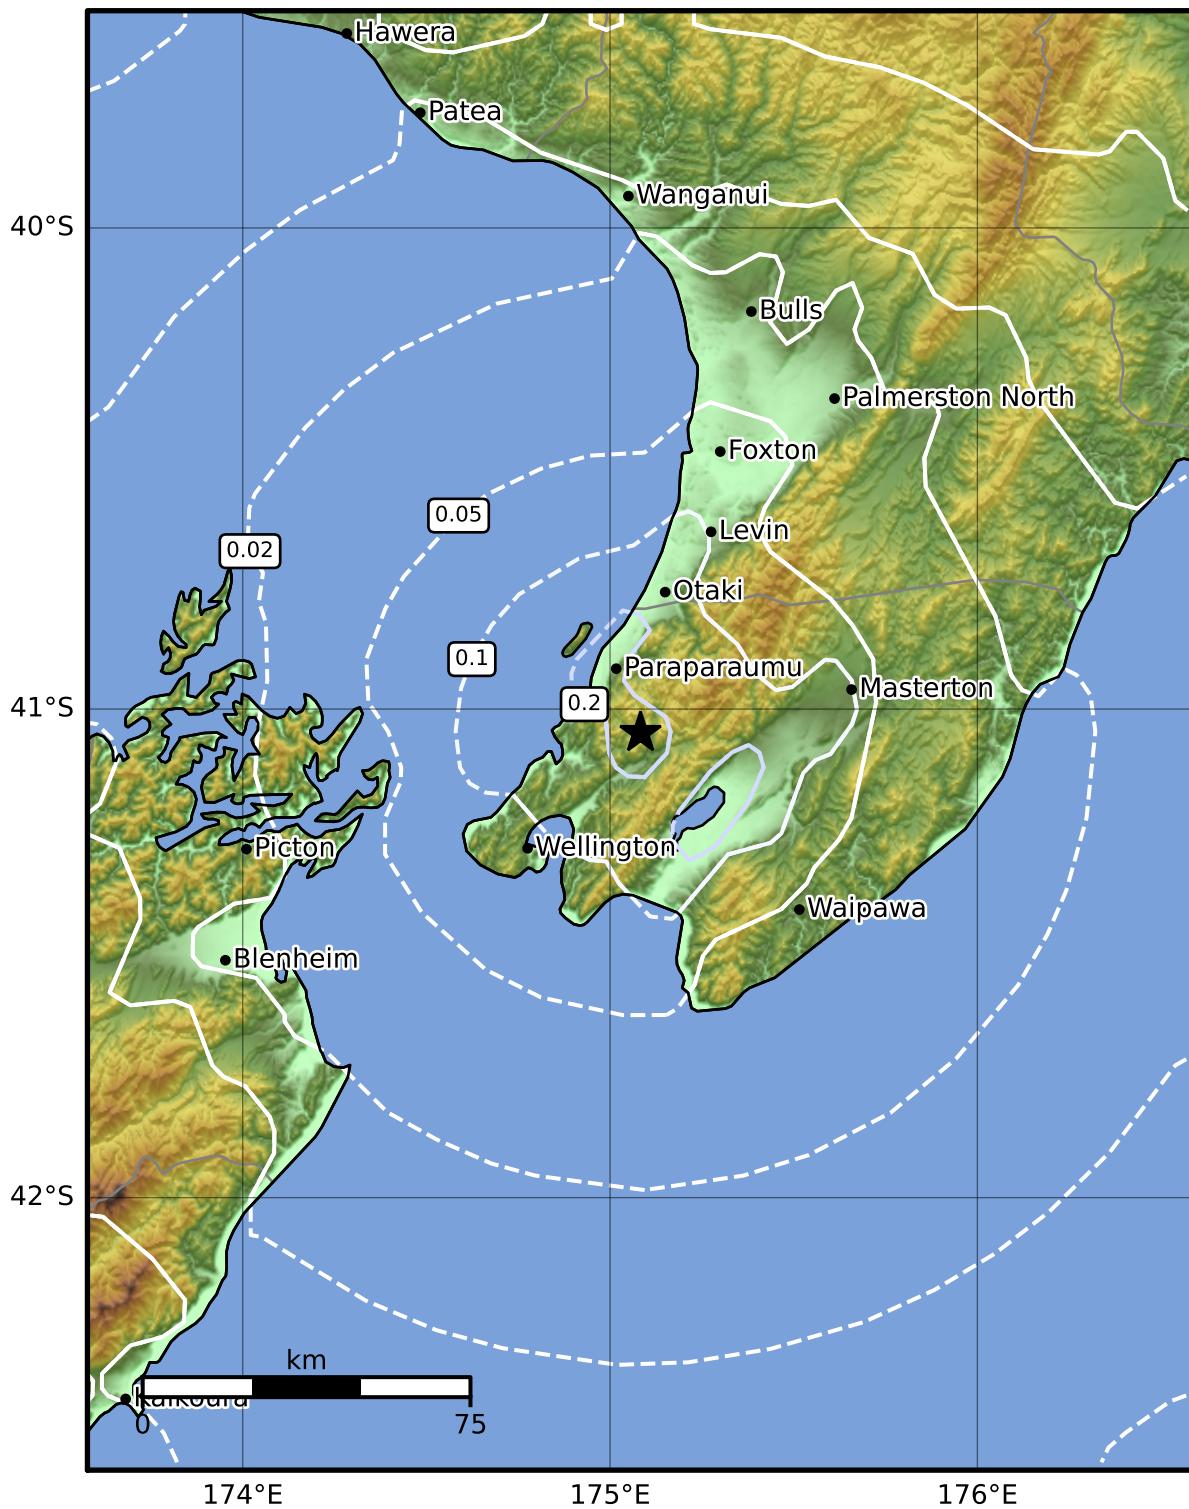 Hawera
Patea
Wanganui
40°S
Bulls
Palmerston North
Foxton
0.05
Levin
0.02
Otaki
0.1
Paraparaumu
Masterton
0.2
41°S
Wellington
Picton
Waipawa
Blenheim
42°S
km
Kaikoura
0 75
174°E 175°E 176°E